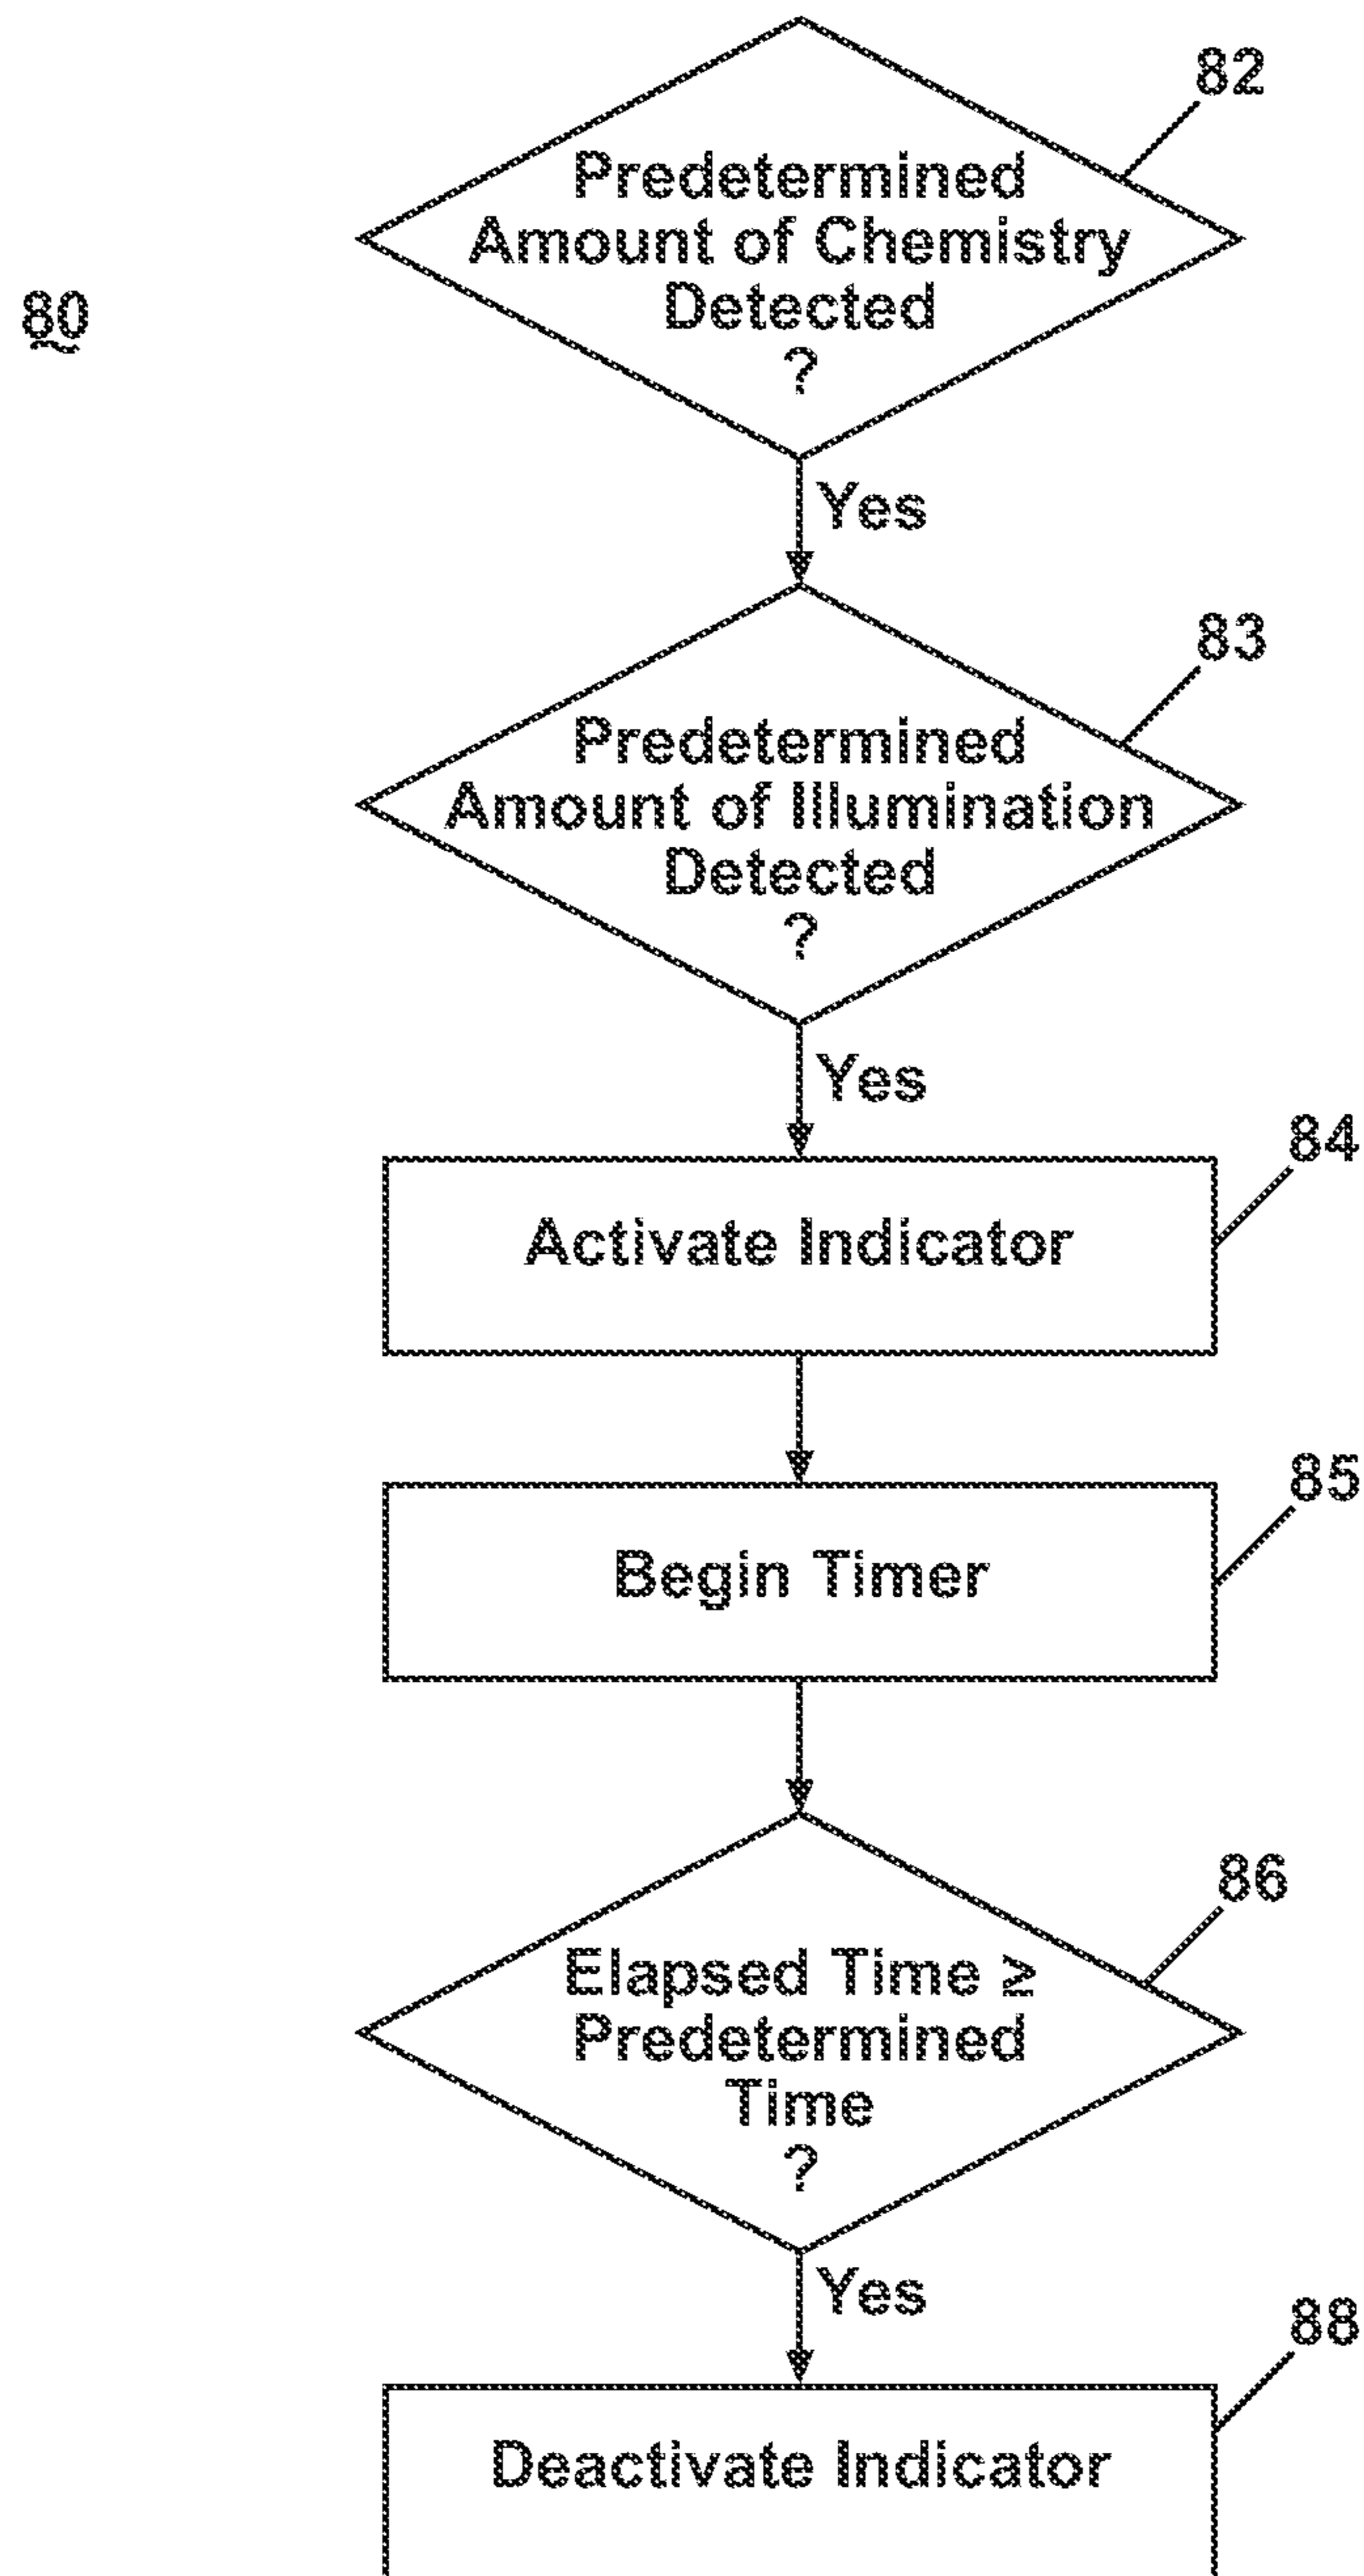 82
Predetermined
Amount of Chemistry
Detected
?
80
Yes
83
Predetermined
Amount of Illumination
Detected
?
Yes
84
Activate Indicator
85
Begin Timer
86
Elapsed Time ≥
Predetermined
Time
?
Yes
88
Deactivate Indicator